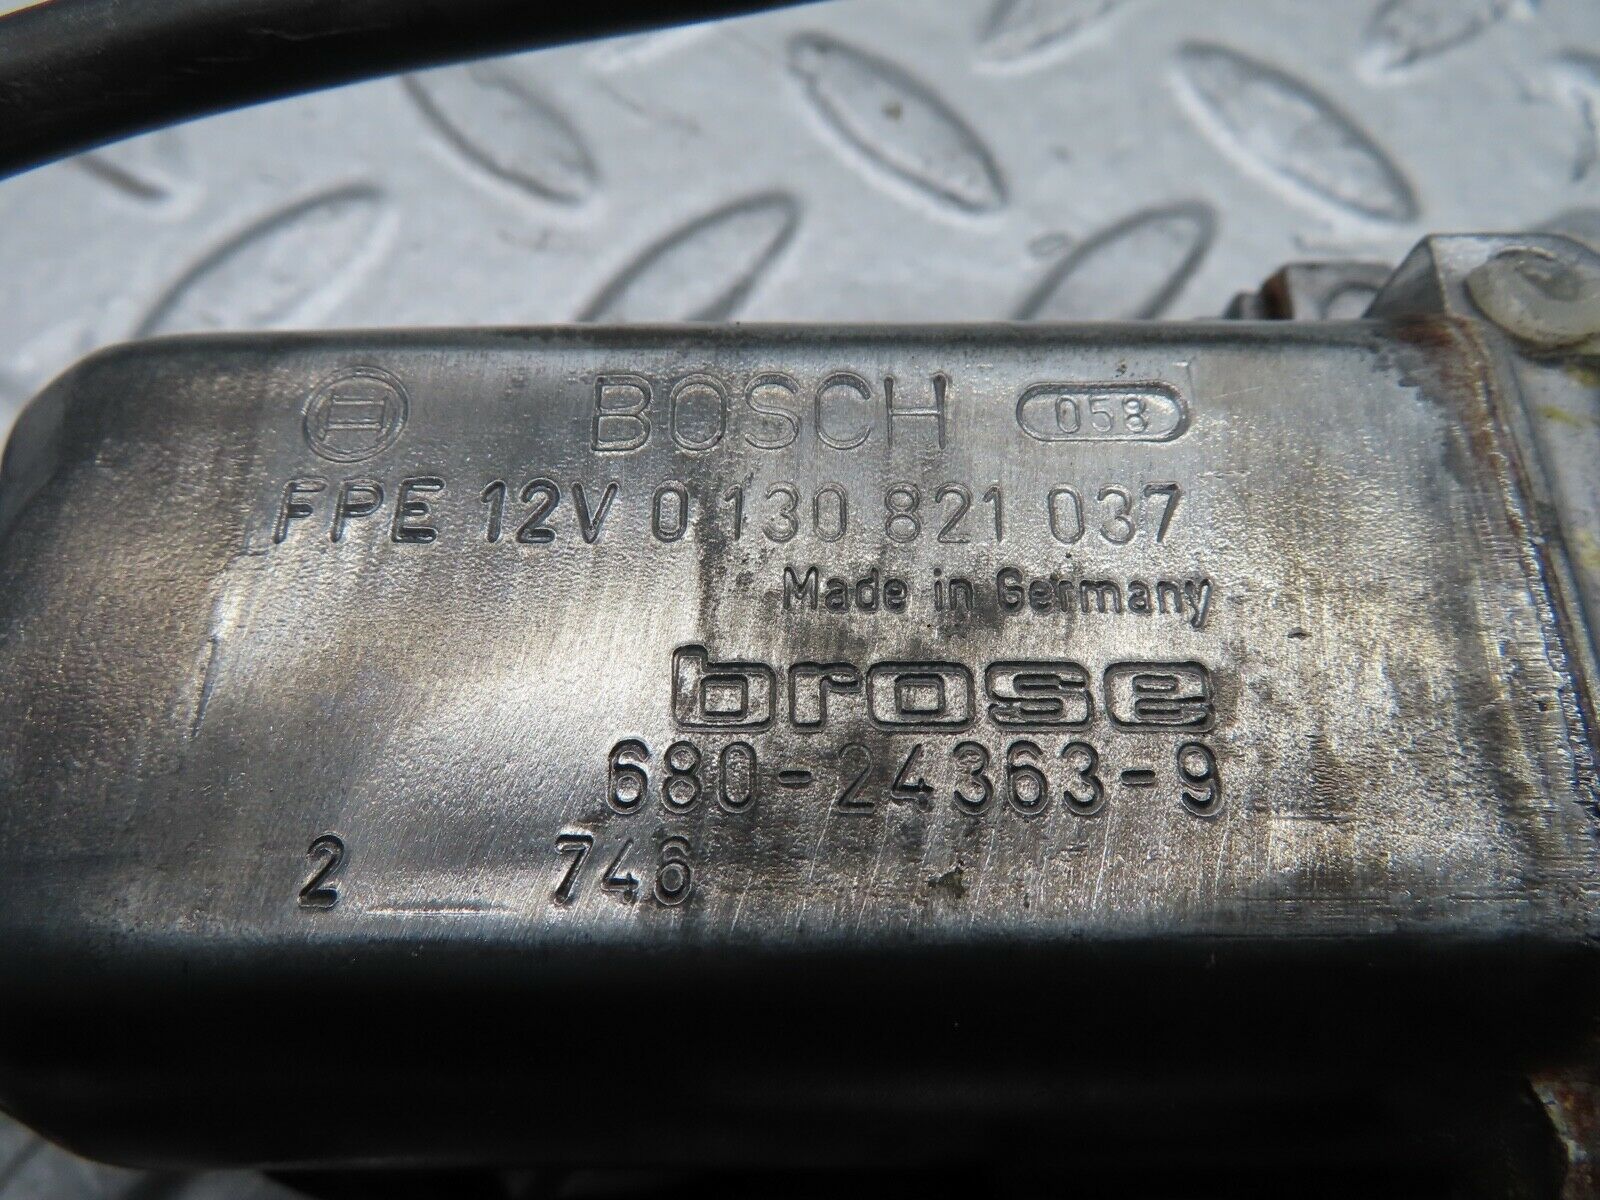 BOSCH 058
FPE 12V 0 130 821 037
Made in Germany
brose
680-24363-9
2 746